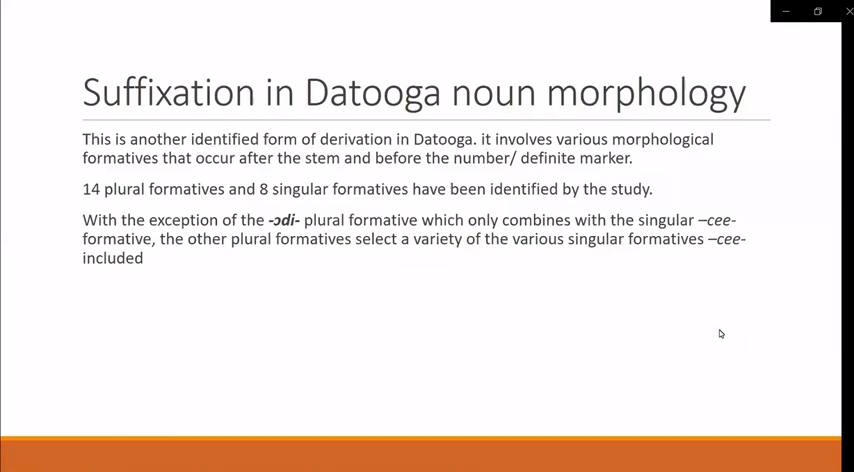 Suffixation in Datooga noun morphology
This is another identified form of derivation in Datooga. it involves various morphological
formatives that occur after the stem and before the number/ definite marker.
14 plural formatives and 8 singular formatives have been identified by the study.
With the exception of the -ɔdi- plural formative which only combines with the singular –cee-
formative, the other plural formatives select a variety of the various singular formatives –cee-
included